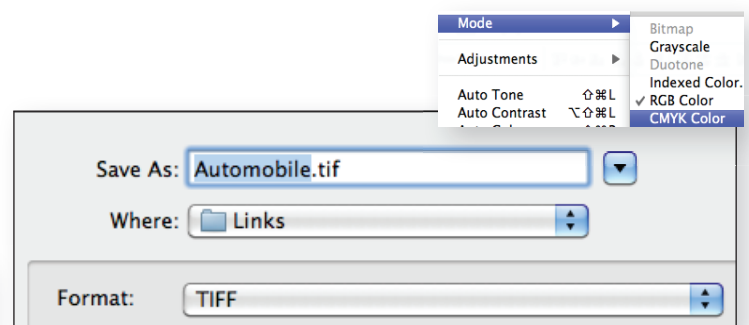 Mode
Bitmap
Grayscale
Duotone
Indexed Color.
✓ RGB Color
CMYK Color
Adjustments
Auto Tone ⇧⌘L
Auto Contrast ⌥⇧⌘L
Save As: Automobile.tif
Where: Links
Format: TIFF